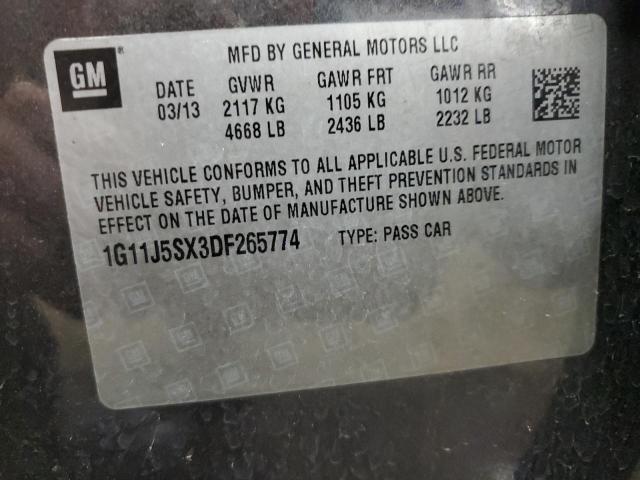 GM
MFD BY GENERAL MOTORS LLC
DATE GVWR GAWR FRT GAWR RR
03/13 2117 KG 1105 KG 1012 KG
4668 LB 2436 LB 2232 LB
THIS VEHICLE CONFORMS TO ALL APPLICABLE U.S. FEDERAL MOTOR
VEHICLE SAFETY, BUMPER, AND THEFT PREVENTION STANDARDS IN
EFFECT ON THE DATE OF MANUFACTURE SHOWN ABOVE.
1G11J5SX3DF265774 TYPE: PASS CAR